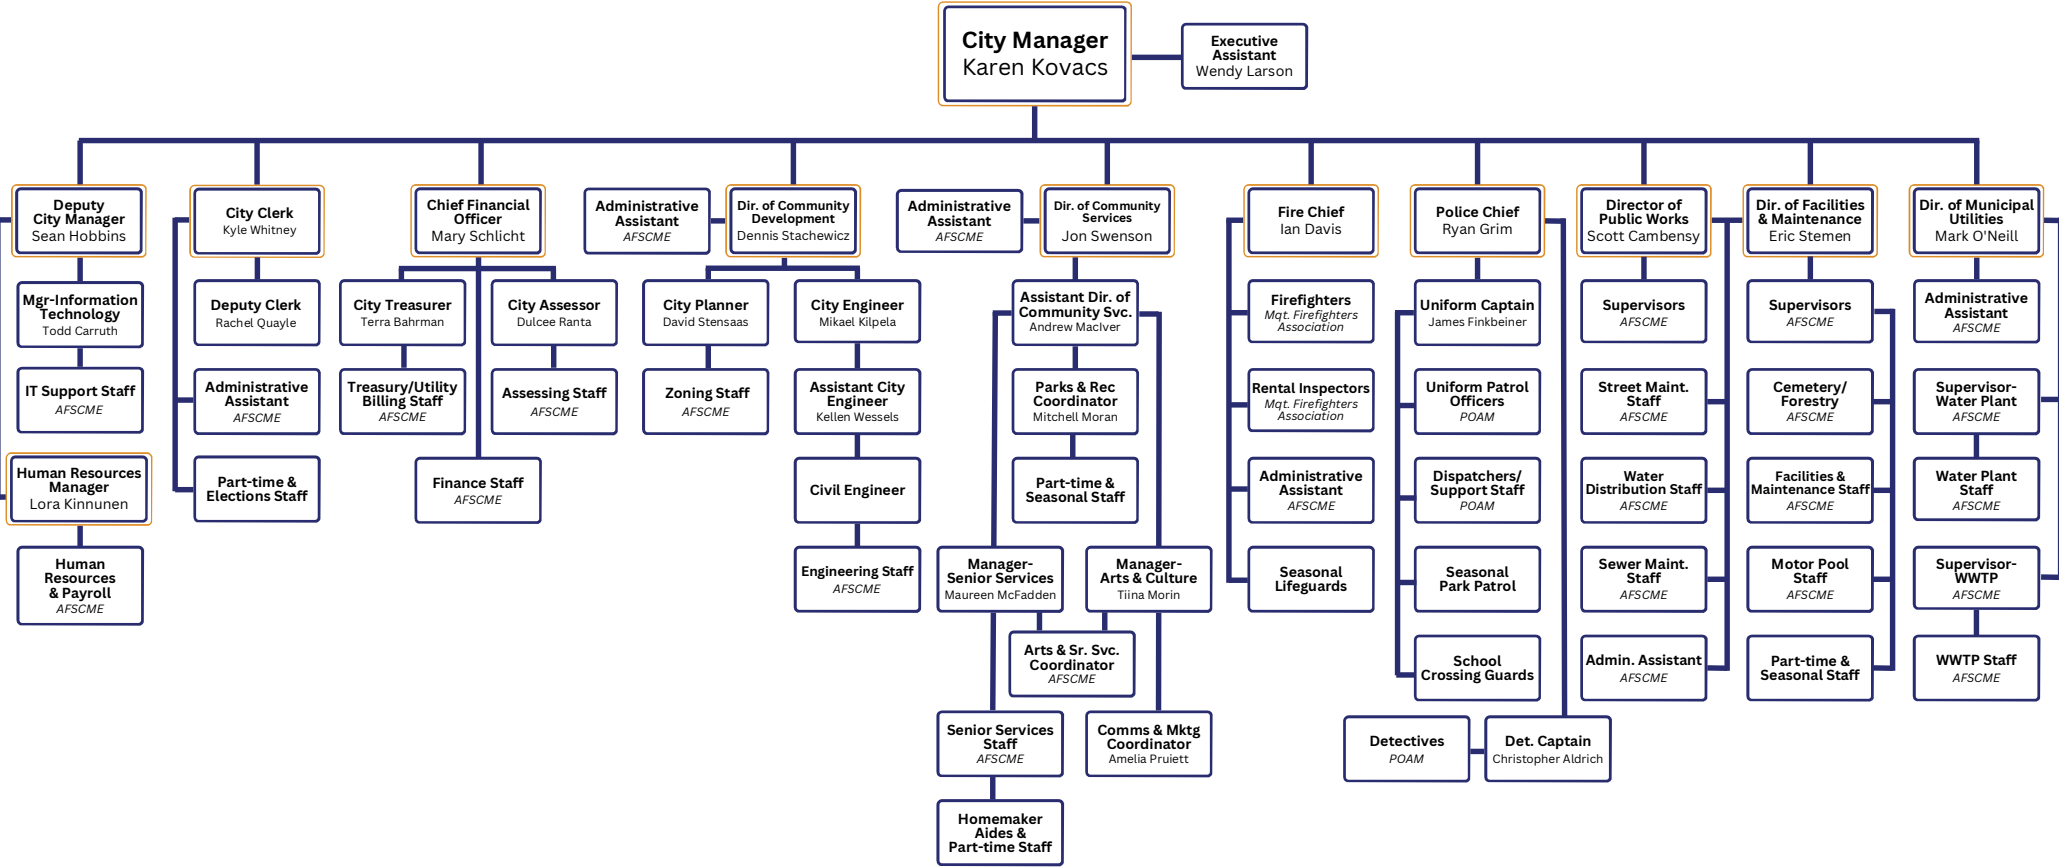 City Manager
Karen Kovacs
Executive
Assistant
Wendy Larson
Deputy
City Manager
Sean Hobbins
City Clerk
Kyle Whitney
Chief Financial
Officer
Mary Schlicht
Administrative
Assistant
AFSCME
Dir. of Community
Development
Dennis Stachewicz
Administrative
Assistant
AFSCME
Dir. of Community
Services
Jon Swenson
Fire Chief
Ian Davis
Police Chief
Ryan Grim
Director of
Public Works
Scott Cambensy
Dir. of Facilities
& Maintenance
Eric Stemen
Dir. of Municipal
Utilities
Mark O'Neill
Mgr-Information
Technology
Todd Carruth
Deputy Clerk
Rachel Quayle
City Treasurer
Terra Bahrman
City Assessor
Dulcee Ranta
City Planner
David Stensaas
City Engineer
Mikael Kilpela
Assistant Dir. of
Community Svc.
Andrew MacIver
Firefighters
Mqt. Firefighters
Association
Uniform Captain
James Finkbeiner
Supervisors
AFSCME
Supervisors
AFSCME
Administrative
Assistant
AFSCME
IT Support Staff
AFSCME
Administrative
Assistant
AFSCME
Treasury/Utility
Billing Staff
AFSCME
Assessing Staff
AFSCME
Zoning Staff
AFSCME
Assistant City
Engineer
Kellen Wessels
Parks & Rec
Coordinator
Mitchell Moran
Rental Inspectors
Mqt. Firefighters
Association
Uniform Patrol
Officers
POAM
Street Maint.
Staff
AFSCME
Cemetery/
Forestry
AFSCME
Supervisor-
Water Plant
AFSCME
Human Resources
Manager
Lora Kinnunen
Part-time &
Elections Staff
Finance Staff
AFSCME
Civil Engineer
Part-time &
Seasonal Staff
Administrative
Assistant
AFSCME
Dispatchers/
Support Staff
POAM
Water
Distribution Staff
AFSCME
Facilities &
Maintenance Staff
AFSCME
Water Plant
Staff
AFSCME
Human
Resources
& Payroll
AFSCME
Engineering Staff
AFSCME
Manager-
Senior Services
Maureen McFadden
Manager-
Arts & Culture
Tiina Morin
Seasonal
Lifeguards
Seasonal
Park Patrol
Sewer Maint.
Staff
AFSCME
Motor Pool
Staff
AFSCME
Supervisor-
WWTP
AFSCME
Arts & Sr. Svc.
Coordinator
AFSCME
School
Crossing Guards
Admin. Assistant
AFSCME
Part-time &
Seasonal Staff
WWTP Staff
AFSCME
Senior Services
Staff
AFSCME
Comms & Mktg
Coordinator
Amelia Pruiett
Detectives
POAM
Det. Captain
Christopher Aldrich
Homemaker
Aides &
Part-time Staff